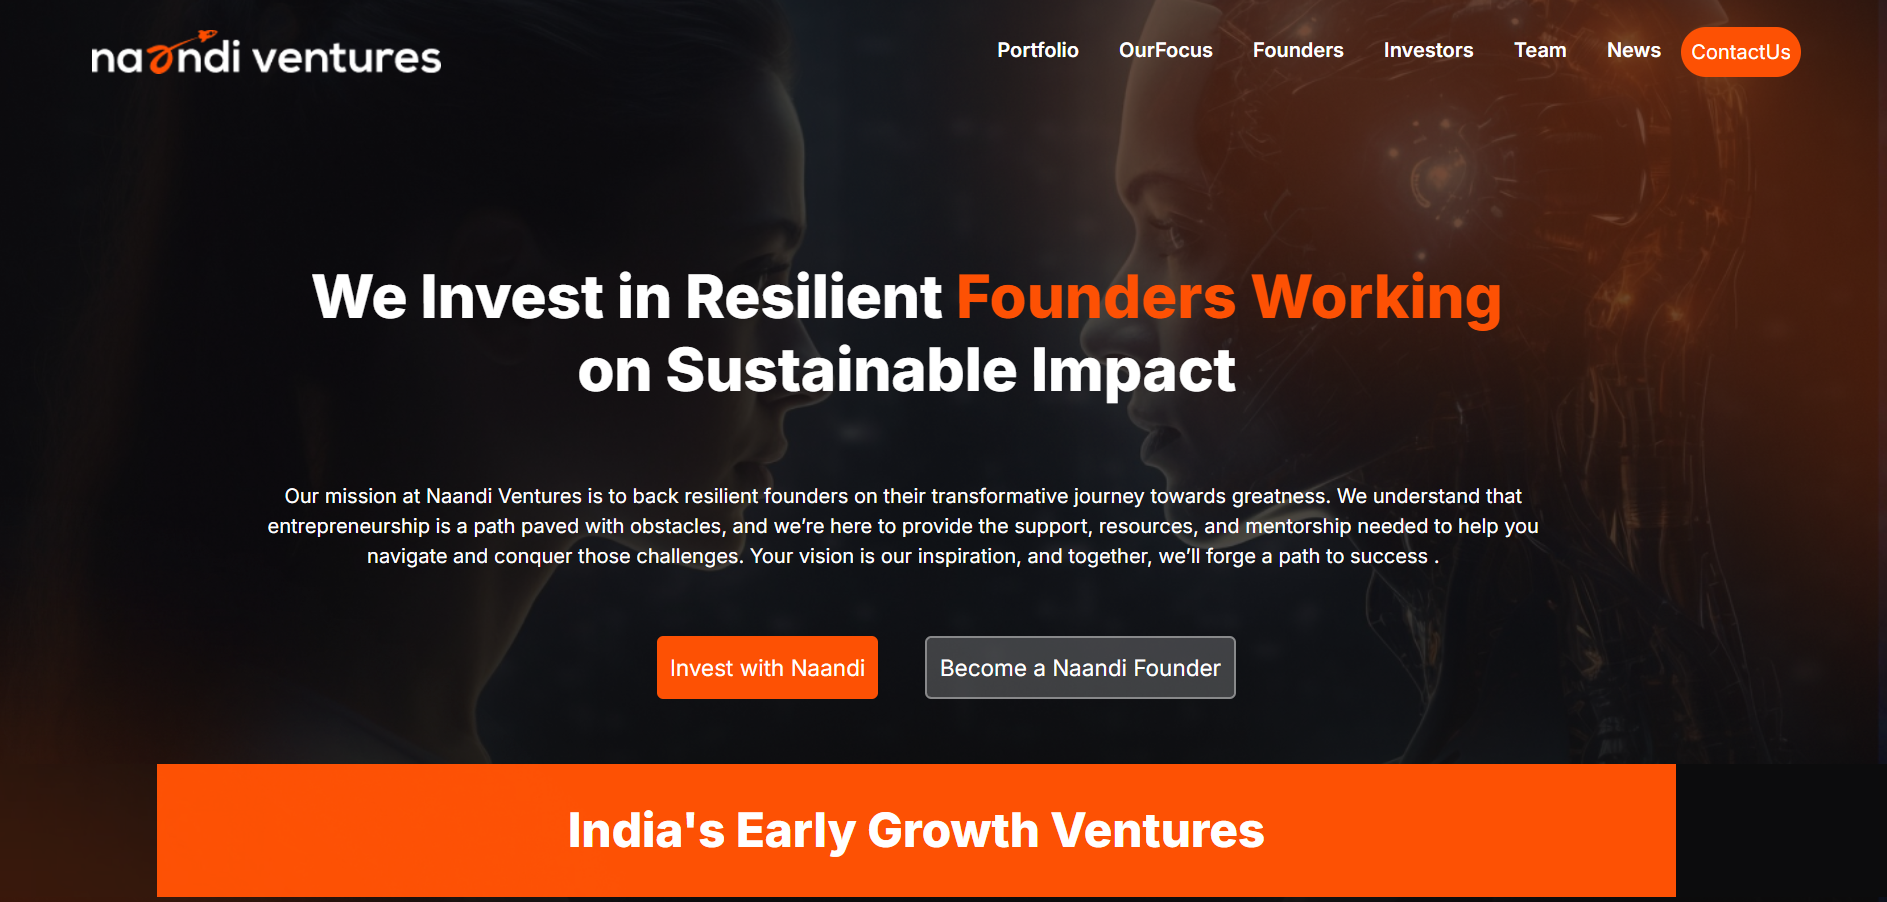 naandi ventures
Portfolio OurFocus Founders Investors Team News ContactUs
We Invest in Resilient Founders Working
on Sustainable Impact
Our mission at Naandi Ventures is to back resilient founders on their transformative journey towards greatness. We understand that
entrepreneurship is a path paved with obstacles, and we’re here to provide the support, resources, and mentorship needed to help you
navigate and conquer those challenges. Your vision is our inspiration, and together, we’ll forge a path to success .
Invest with Naandi
Become a Naandi Founder
India's Early Growth Ventures